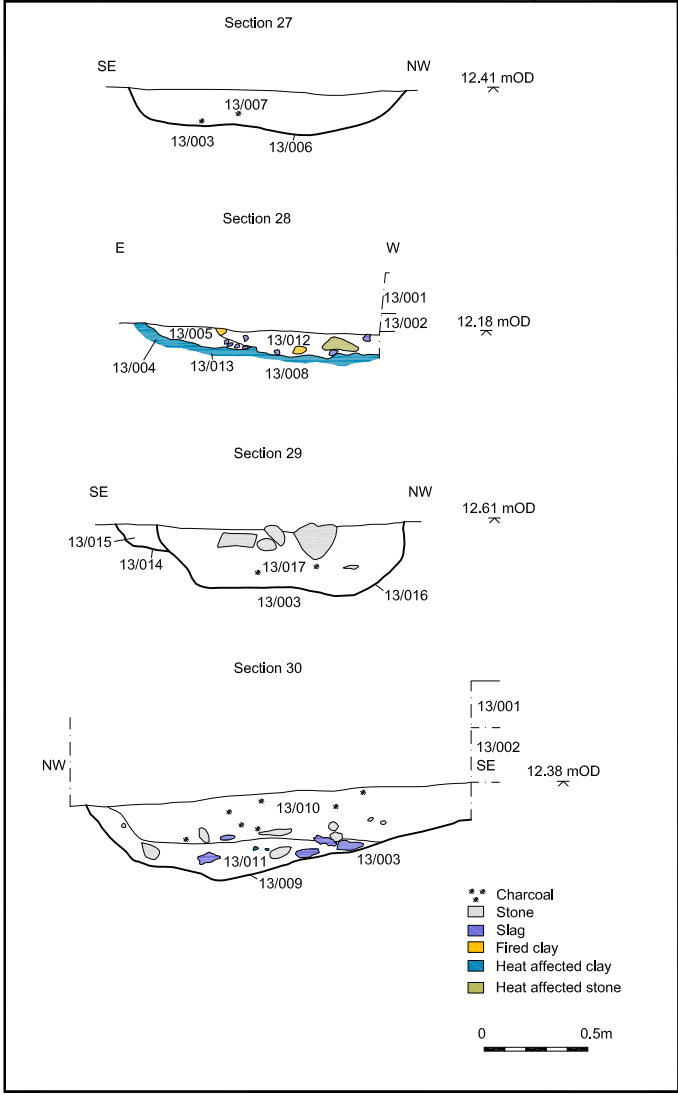 Section 27
SE
NW
12.41 mOD
13/007
13/003
13/006
Section 28
E
W
13/001
13/002
12.18 mOD
13/005
13/012
13/004
13/013
13/008
Section 29
SE
NW
12.61 mOD
13/015
13/014
13/017
13/003
13/016
Section 30
13/001
13/002
NW
SE
12.38 mOD
13/010
13/011
13/003
13/009
Charcoal
Stone
Slag
Fired clay
Heat affected clay
Heat affected stone
0 0.5m